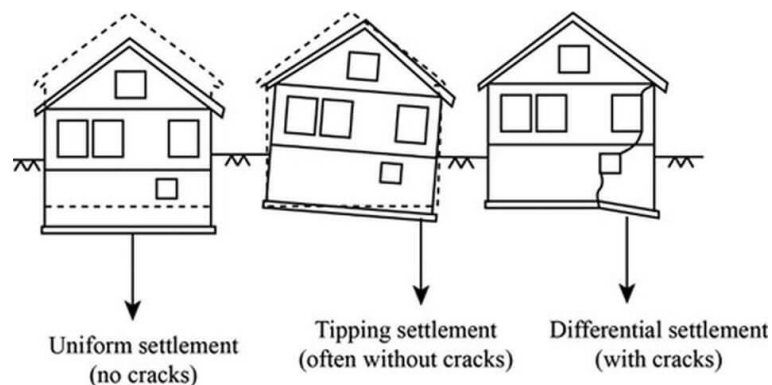 Uniform settlement
(no cracks)
Tipping settlement
(often without cracks)
Differential settlement
(with cracks)